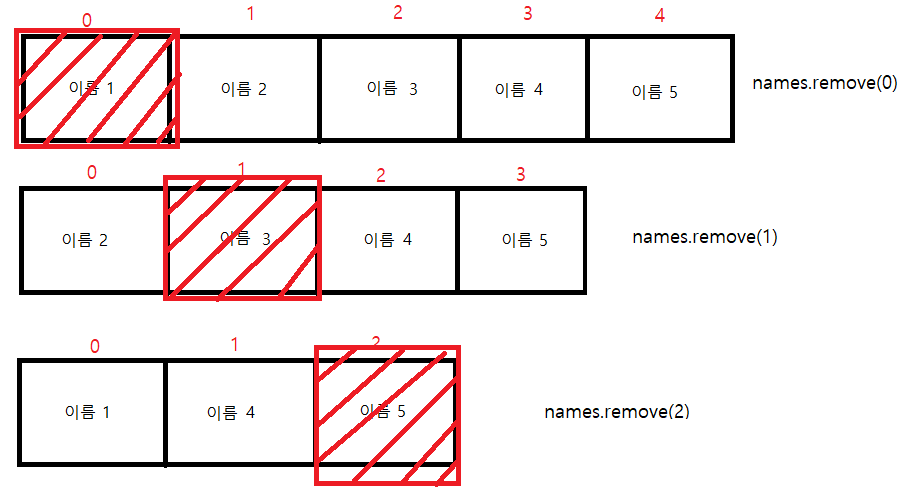 0 1 2 3 4
이름 1 이름 2 이름 3 이름 4 이름 5 names.remove(0)
0 1 2 3
이름 2 이름 3 이름 4 이름 5 names.remove(1)
0 1 2
이름 1 이름 4 이름 5 names.remove(2)